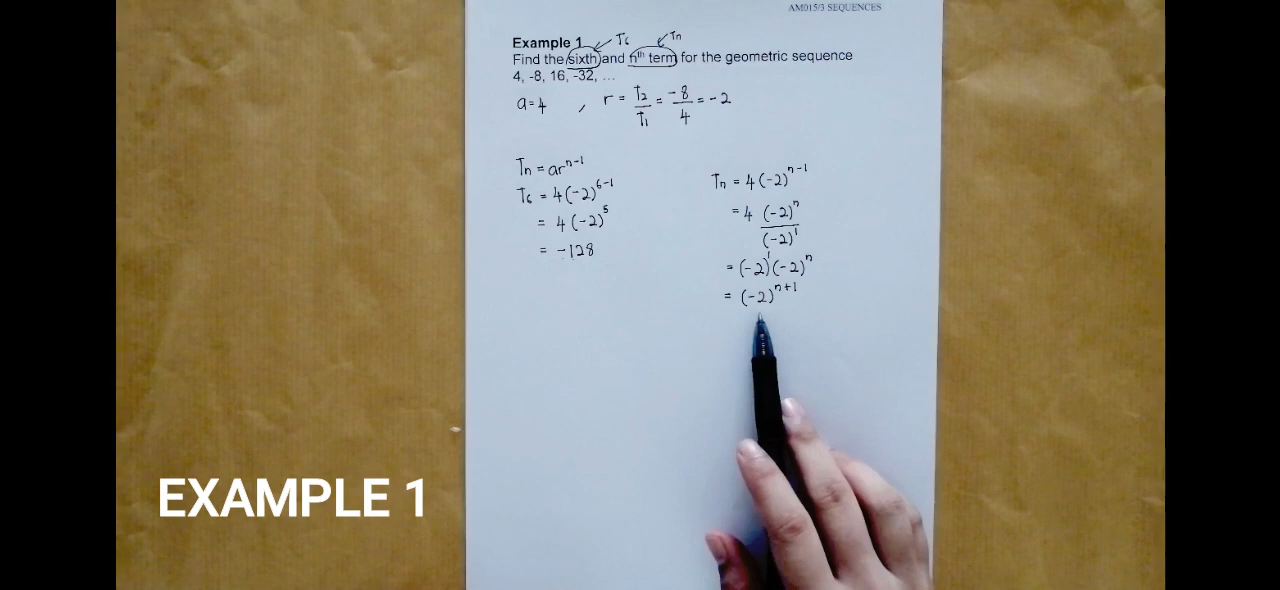 AM015/3 SEQUENCES
Example 1 T₆ Tn
Find the sixth and nᵗʰ term for the geometric sequence
4, -8, 16, -32, …
a = 4 , r = T₂/T₁ = -8/4 = -2
Tn = arⁿ⁻¹
T₆ = 4(-2)⁶⁻¹
= 4(-2)⁵
= -128
Tn = 4(-2)ⁿ⁻¹
= 4 (-2)ⁿ/(-2)¹
= (-2)¹(-2)ⁿ
= (-2)ⁿ⁺¹
EXAMPLE 1